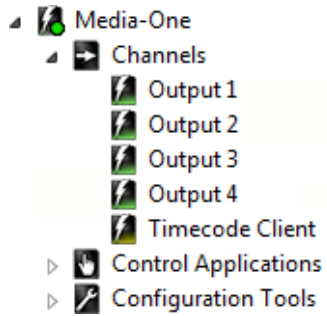 Media-One
Channels
Output 1
Output 2
Output 3
Output 4
Timecode Client
Control Applications
Configuration Tools